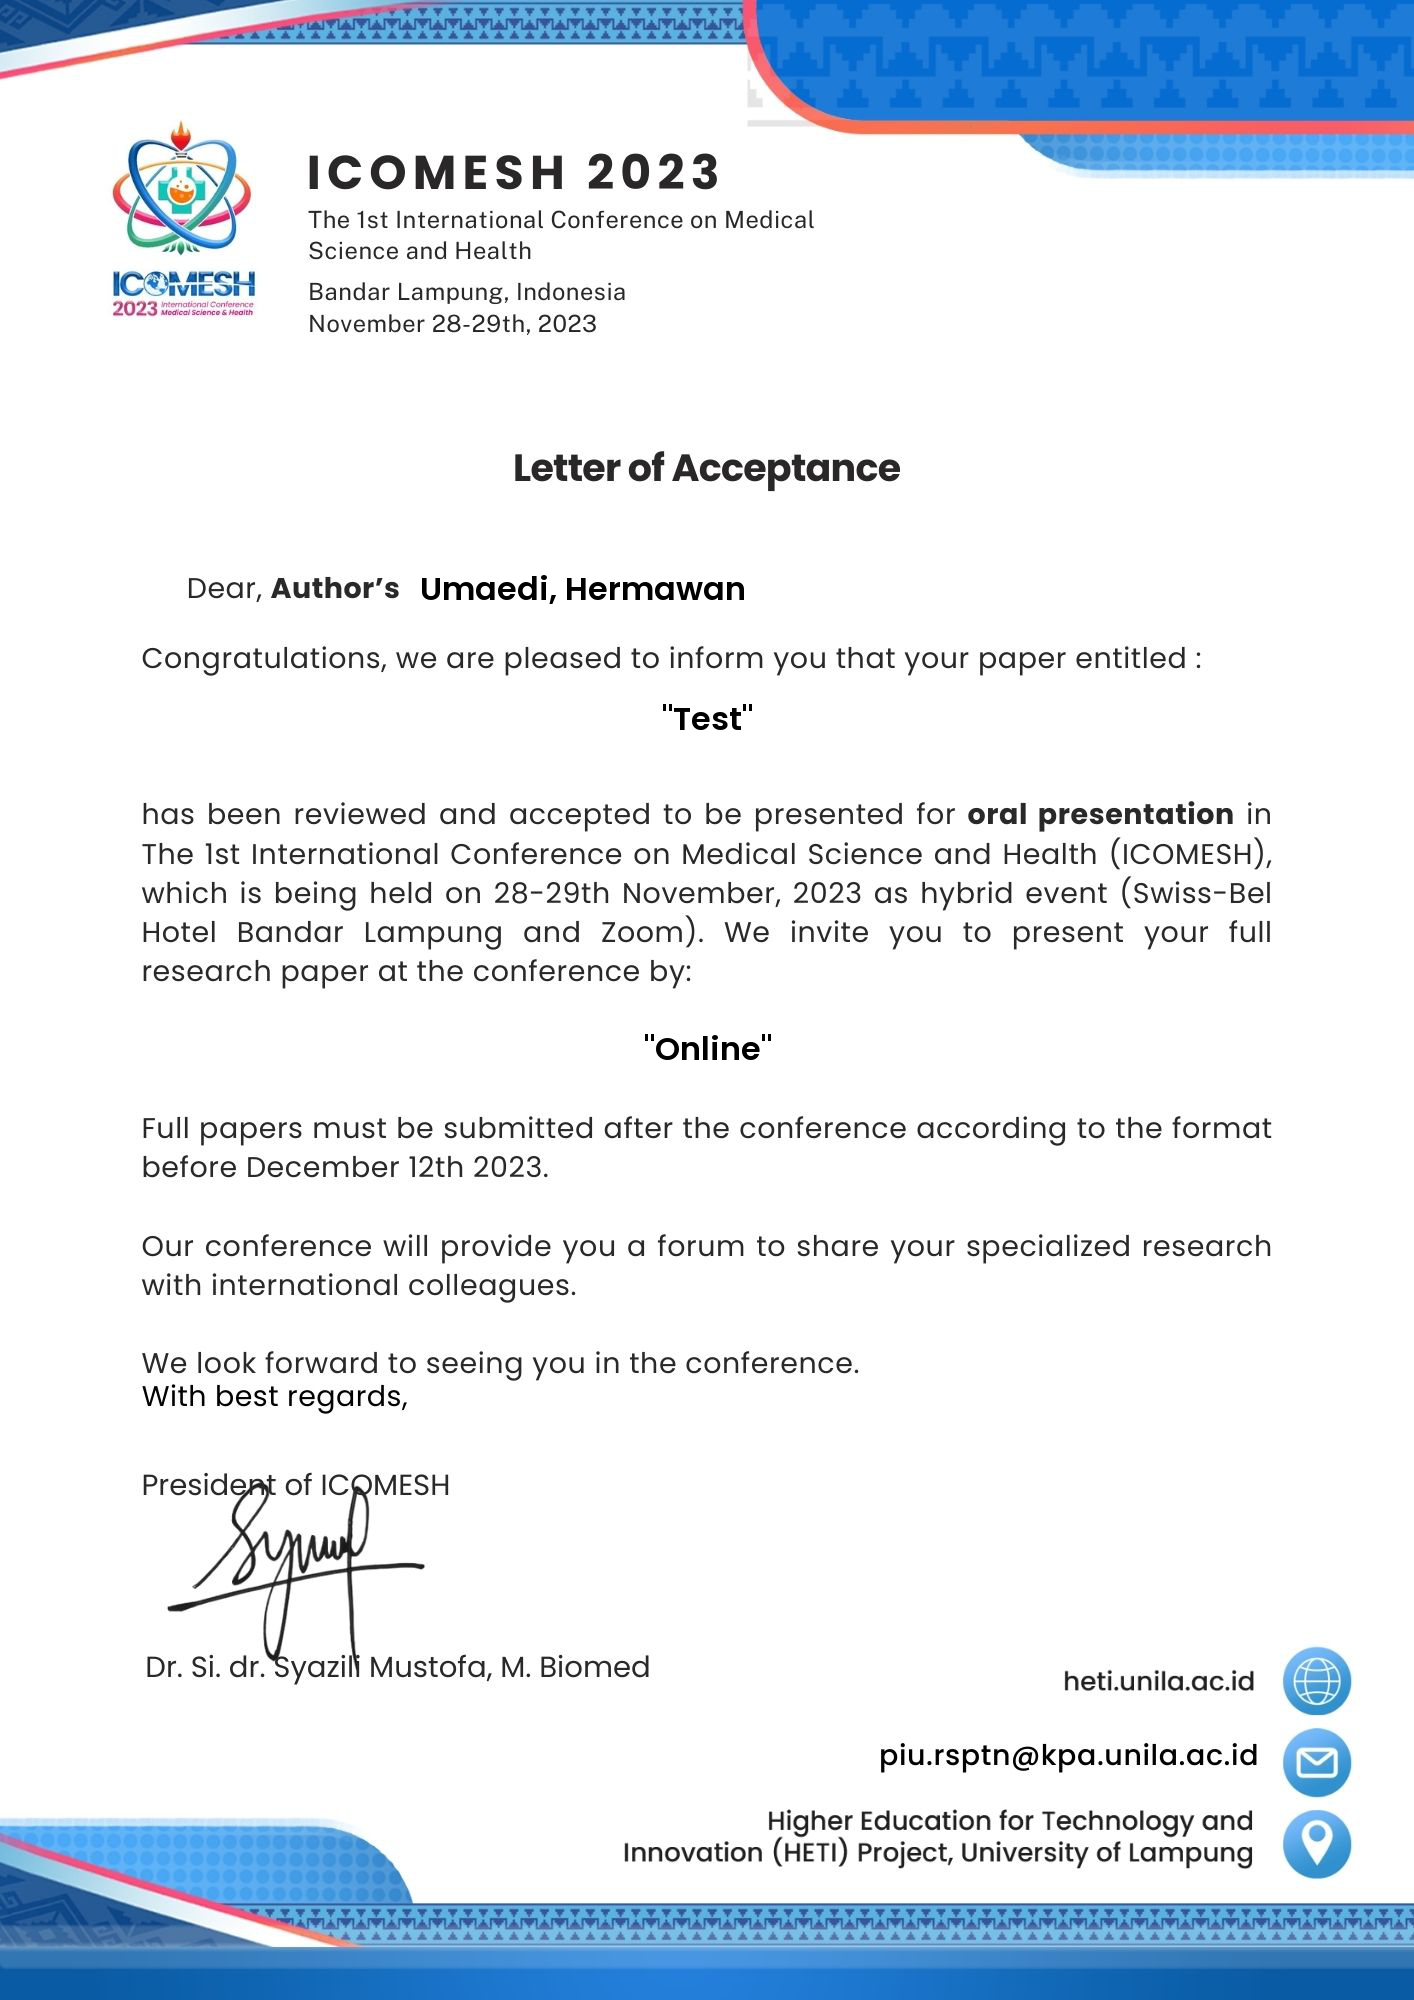 ICOMESH 2023
The 1st International Conference on Medical
Science and Health
Bandar Lampung, Indonesia
November 28-29th, 2023
ICOMESH
2023 International Conference
Medical Science & Health
Letter of Acceptance
Dear, Author's Umaedi, Hermawan
Congratulations, we are pleased to inform you that your paper entitled :
"Test"
has been reviewed and accepted to be presented for oral presentation in
The 1st International Conference on Medical Science and Health (ICOMESH),
which is being held on 28-29th November, 2023 as hybrid event (Swiss-Bel
Hotel Bandar Lampung and Zoom). We invite you to present your full
research paper at the conference by:
"Online"
Full papers must be submitted after the conference according to the format
before December 12th 2023.
Our conference will provide you a forum to share your specialized research
with international colleagues.
We look forward to seeing you in the conference.
With best regards,
President of ICOMESH
Dr. Si. dr. Syazili Mustofa, M. Biomed
heti.unila.ac.id
piu.rsptn@kpa.unila.ac.id
Higher Education for Technology and
Innovation (HETI) Project, University of Lampung